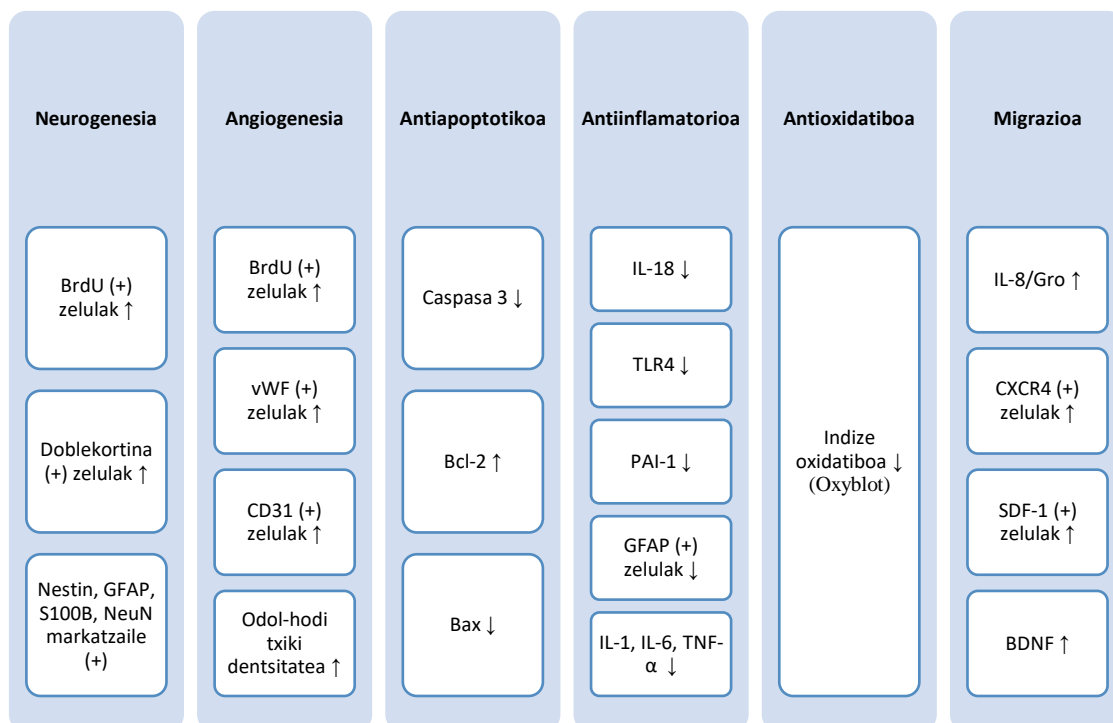 Neurogenesia
BrdU (+)
zelulak ↑
Doblekortina
(+) zelulak ↑
Nestin, GFAP,
S100B, NeuN
markatzaile
(+)
Angiogenesia
BrdU (+)
zelulak ↑
vWF (+)
zelulak ↑
CD31 (+)
zelulak ↑
Odol-hodi
txiki
dentsitatea ↑
Antiapoptotikoa
Caspasa 3 ↓
Bcl-2 ↑
Bax ↓
Antiinflamatorioa
IL-18 ↓
TLR4 ↓
PAI-1 ↓
GFAP (+)
zelulak ↓
IL-1, IL-6, TNF-
α ↓
Antioxidatiboa
Indize
oxidatiboa ↓
(Oxyblot)
Migrazioa
IL-8/Gro ↑
CXCR4 (+)
zelulak ↑
SDF-1 (+)
zelulak ↑
BDNF ↑